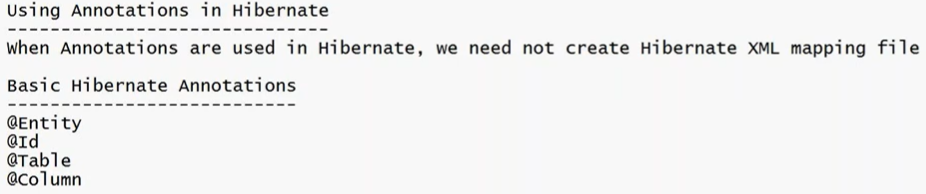 Using Annotations in Hibernate
------------------------------
When Annotations are used in Hibernate, we need not create Hibernate XML mapping file
Basic Hibernate Annotations
---------------------------
@Entity
@Id
@Table
@Column